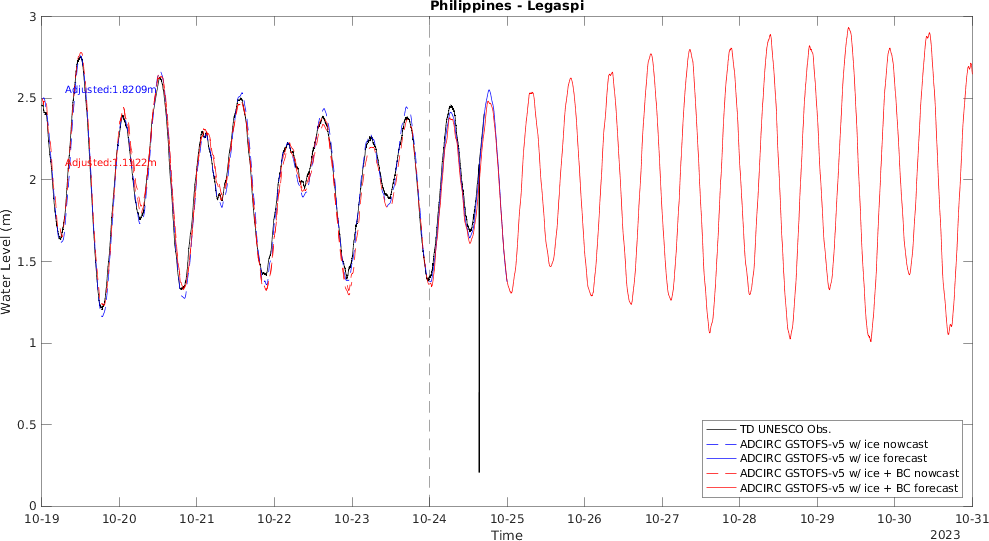 Philippines - Legaspi
3
2.5
2
1.5
1
0.5
0
Water Level (m)
Adjusted:1.8209m
Adjusted:1.1122m
TD UNESCO Obs.
ADCIRC GSTOFS-v5 w/ ice nowcast
ADCIRC GSTOFS-v5 w/ ice forecast
ADCIRC GSTOFS-v5 w/ ice + BC nowcast
ADCIRC GSTOFS-v5 w/ ice + BC forecast
10-19 10-20 10-21 10-22 10-23 10-24 10-25 10-26 10-27 10-28 10-29 10-30 10-31
Time
2023